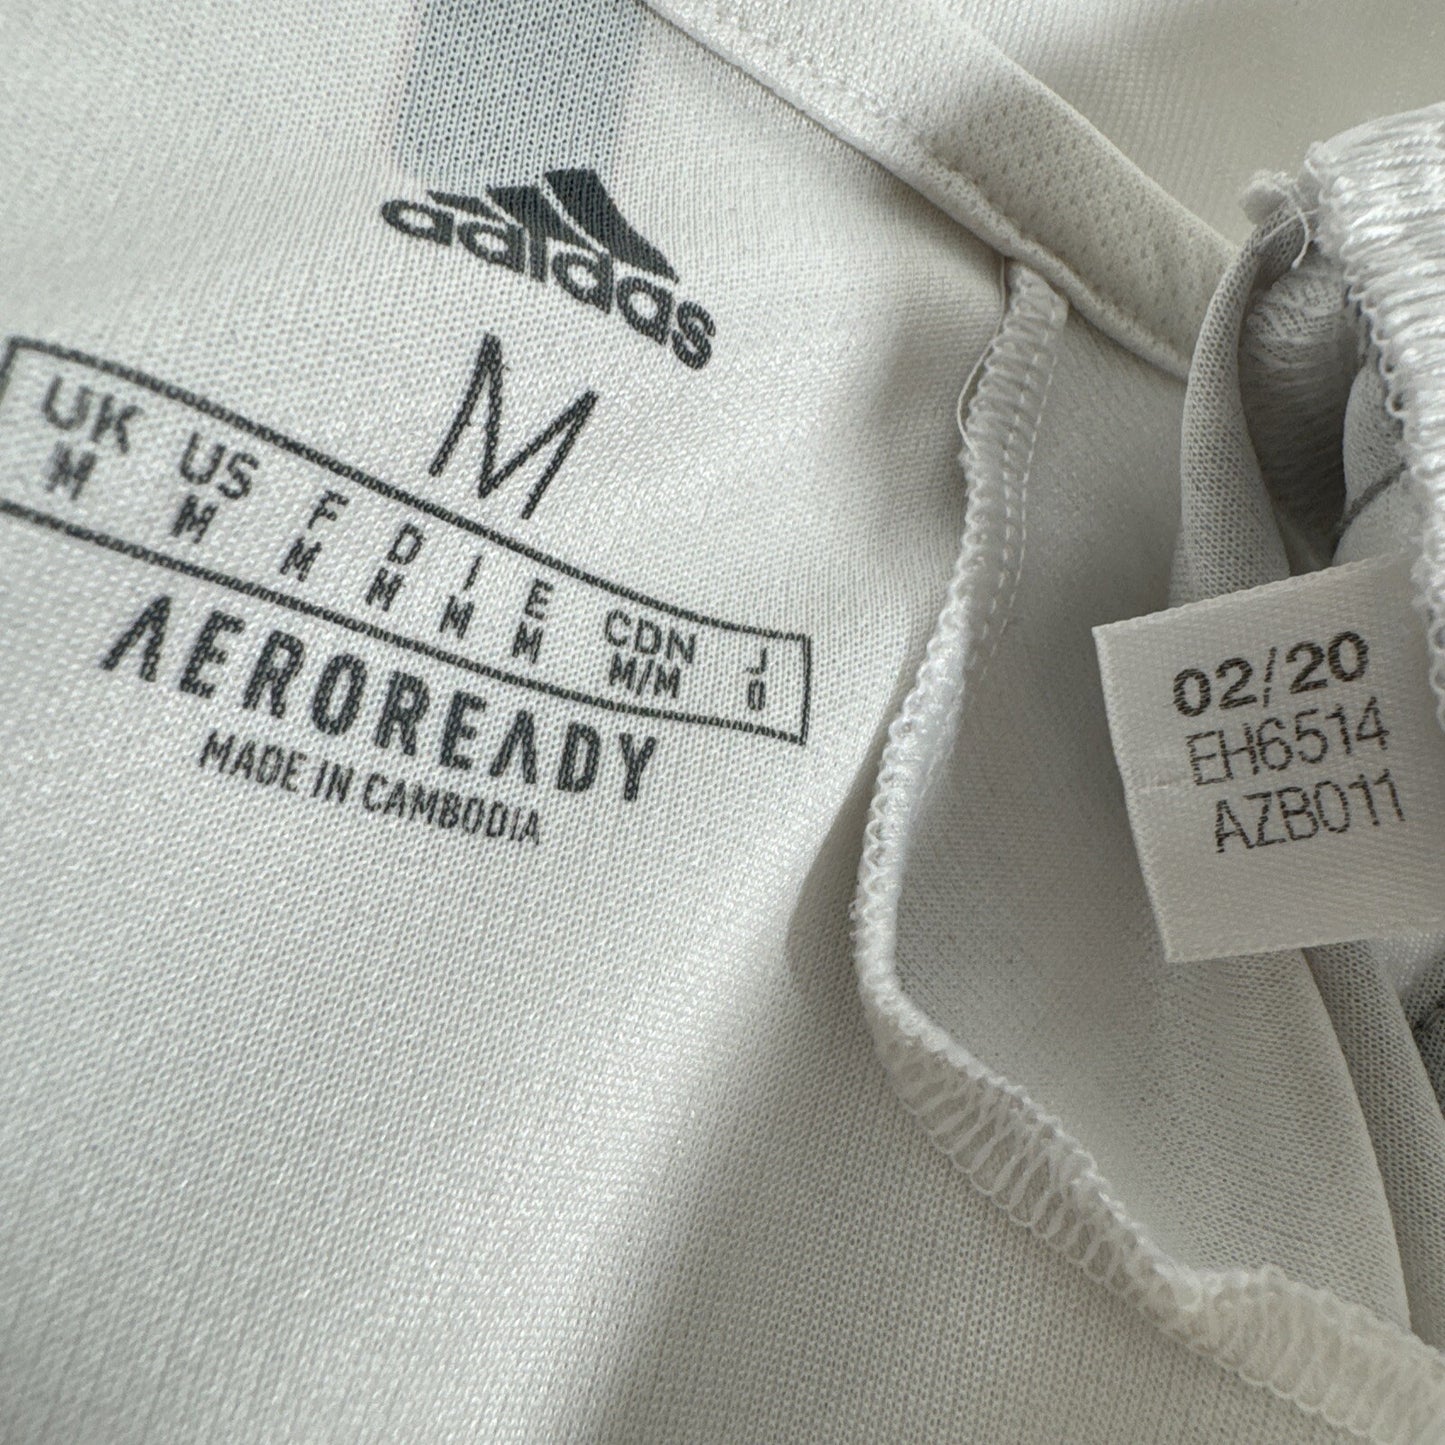 adidas
M
UK US F D I E CDN J
M M M M M M M/M O
AEROREADY
MADE IN CAMBODIA
02/20
EH6514
AZB011